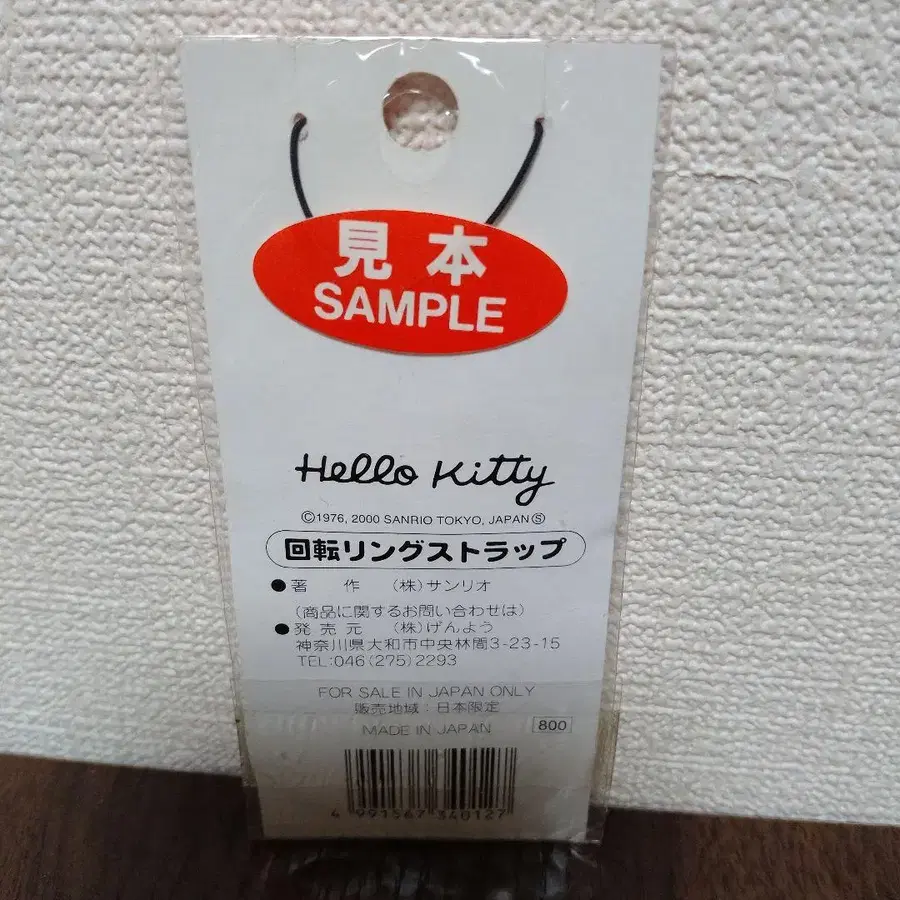 見本
SAMPLE
Hello Kitty
©1976, 2000 SANRIO TOKYO, JAPAN Ⓢ
回転リングストラップ
●著　作　(株)サンリオ
(商品に関するお問い合わせは)
●発売元　(株)げんよう
神奈川県大和市中央林間3-23-15
TEL:046(275)2293
FOR SALE IN JAPAN ONLY
販売地域：日本限定
MADE IN JAPAN 800
4 991567 340127